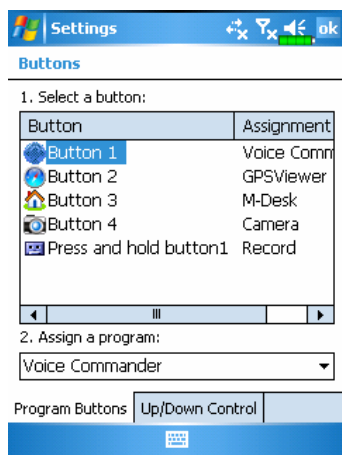 Settings ok
Buttons
1. Select a button:
Button Assignment
Button 1 Voice Comm
Button 2 GPSViewer
Button 3 M-Desk
Button 4 Camera
Press and hold button1 Record
2. Assign a program:
Voice Commander
Program Buttons Up/Down Control